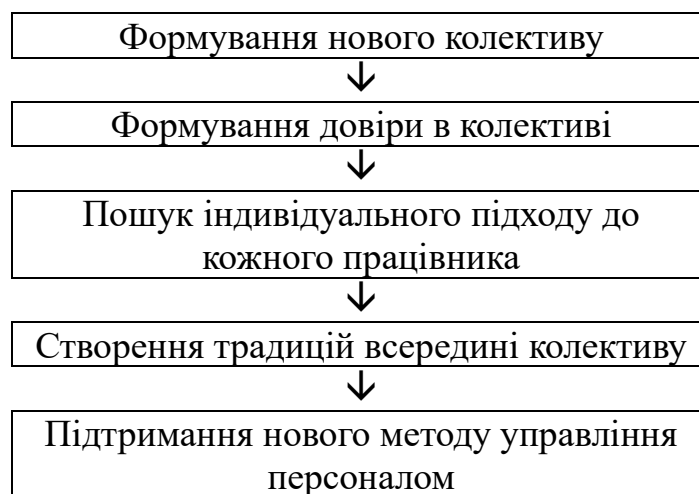 Формування нового колективу
Формування довіри в колективі
Пошук індивідуального підходу до
кожного працівника
Створення традицій всередині колективу
Підтримання нового методу управління
персоналом